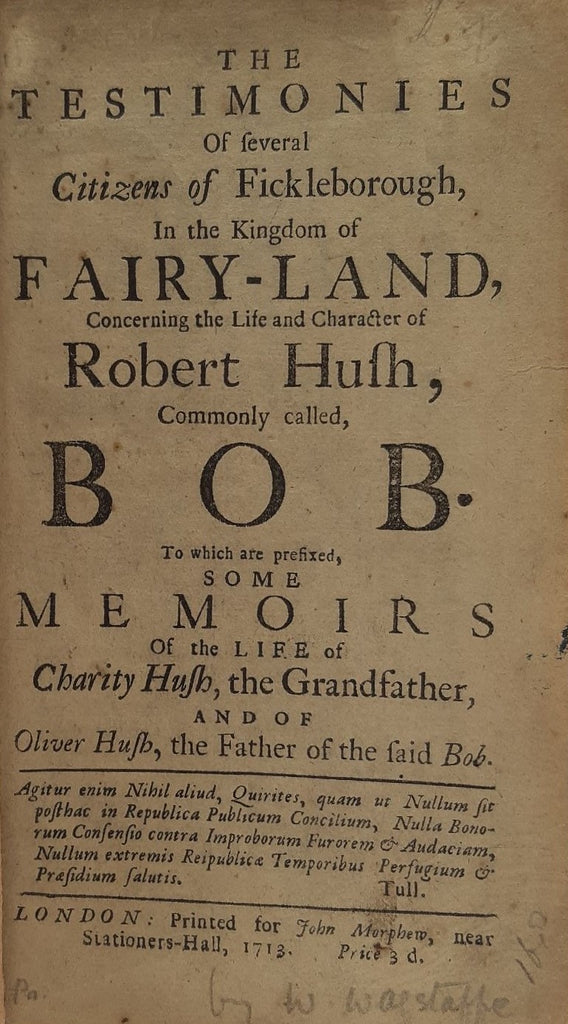 THE
TESTIMONIES
Of ſeveral
Citizens of Fickleborough,
In the Kingdom of
FAIRY-LAND,
Concerning the Life and Character of
Robert Huſh,
Commonly called,
BOB.
To which are prefixed,
SOME
MEMOIRS
Of the LIFE of
Charity Huſh, the Grandfather,
AND OF
Oliver Huſh, the Father of the ſaid Bob.
Agitur enim Nihil aliud, Quirites, quam ut Nullum ſit
poſthac in Republica Publicum Concilium, Nulla Bono-
rum Conſenſio contra Improborum Furorem & Audaciam,
Nullum extremis Reipublicæ Temporibus Perfugium &
Præſidium ſalutis.
Tull.
LONDON: Printed for John Morphew, near
Stationers-Hall, 1713. Price 3 d.
by W Wagstaffe